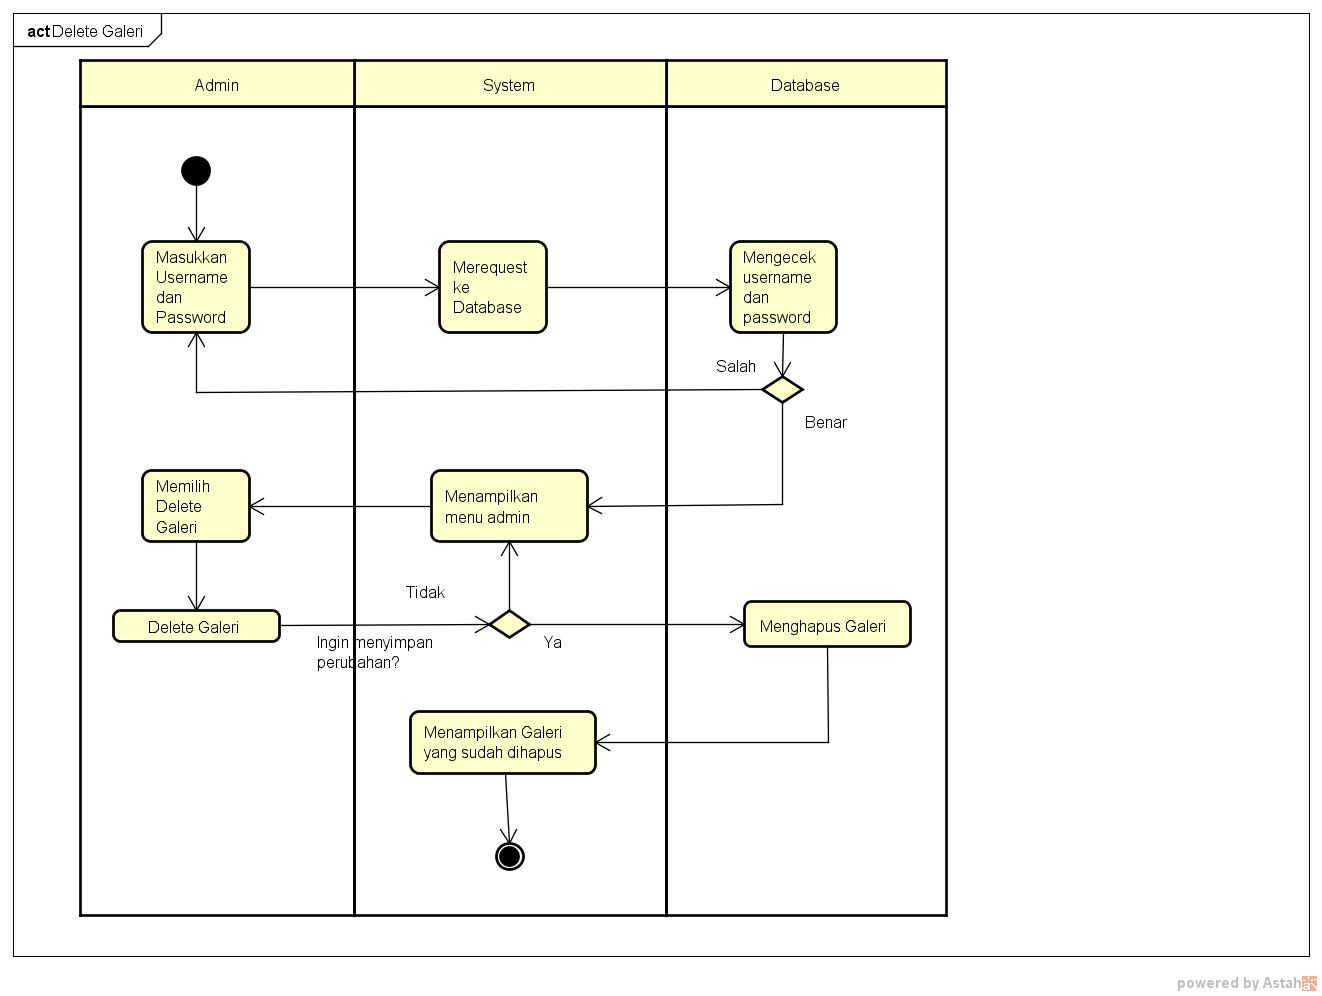 act Delete Galeri
Admin
System
Database
Masukkan
Username
dan
Password
Merequest
ke
Database
Mengecek
username
dan
password
Salah
Benar
Memilih
Delete
Galeri
Menampilkan
menu admin
Tidak
Delete Galeri
Ingin menyimpan
perubahan?
Ya
Menghapus Galeri
Menampilkan Galeri
yang sudah dihapus
powered by Astah